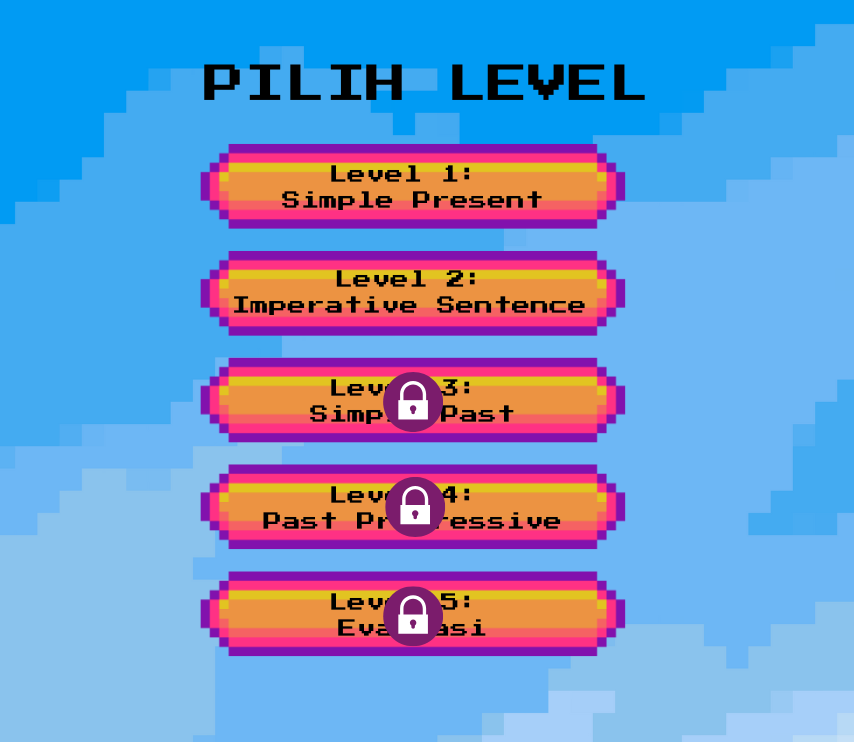 PILIH LEVEL
Level 1:
Simple Present
Level 2:
Imperative Sentence
3:
Past
4:
Past
5: